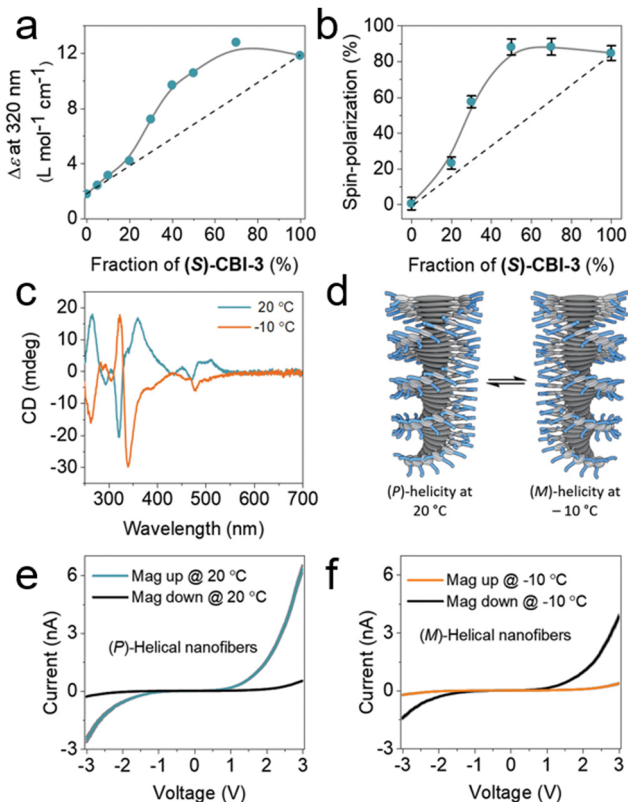 a
Δε at 320 nm
(L mol⁻¹ cm⁻¹)
12
8
4
0
0 20 40 60 80 100
Fraction of (S)-CBI-3 (%)
b
Spin-polarization (%)
100
80
60
40
20
0
0 20 40 60 80 100
Fraction of (S)-CBI-3 (%)
c
CD (mdeg)
20
10
0
-10
-20
-30
20 °C
-10 °C
300 400 500 600 700
Wavelength (nm)
d
(P)-helicity at
20 °C
(M)-helicity at
– 10 °C
e
Current (nA)
6
3
0
-3
Mag up @ 20 °C
Mag down @ 20 °C
(P)-Helical nanofibers
-3 -2 -1 0 1 2 3
Voltage (V)
f
Current (nA)
6
3
0
-3
Mag up @ -10 °C
Mag down @ -10 °C
(M)-Helical nanofibers
-3 -2 -1 0 1 2 3
Voltage (V)